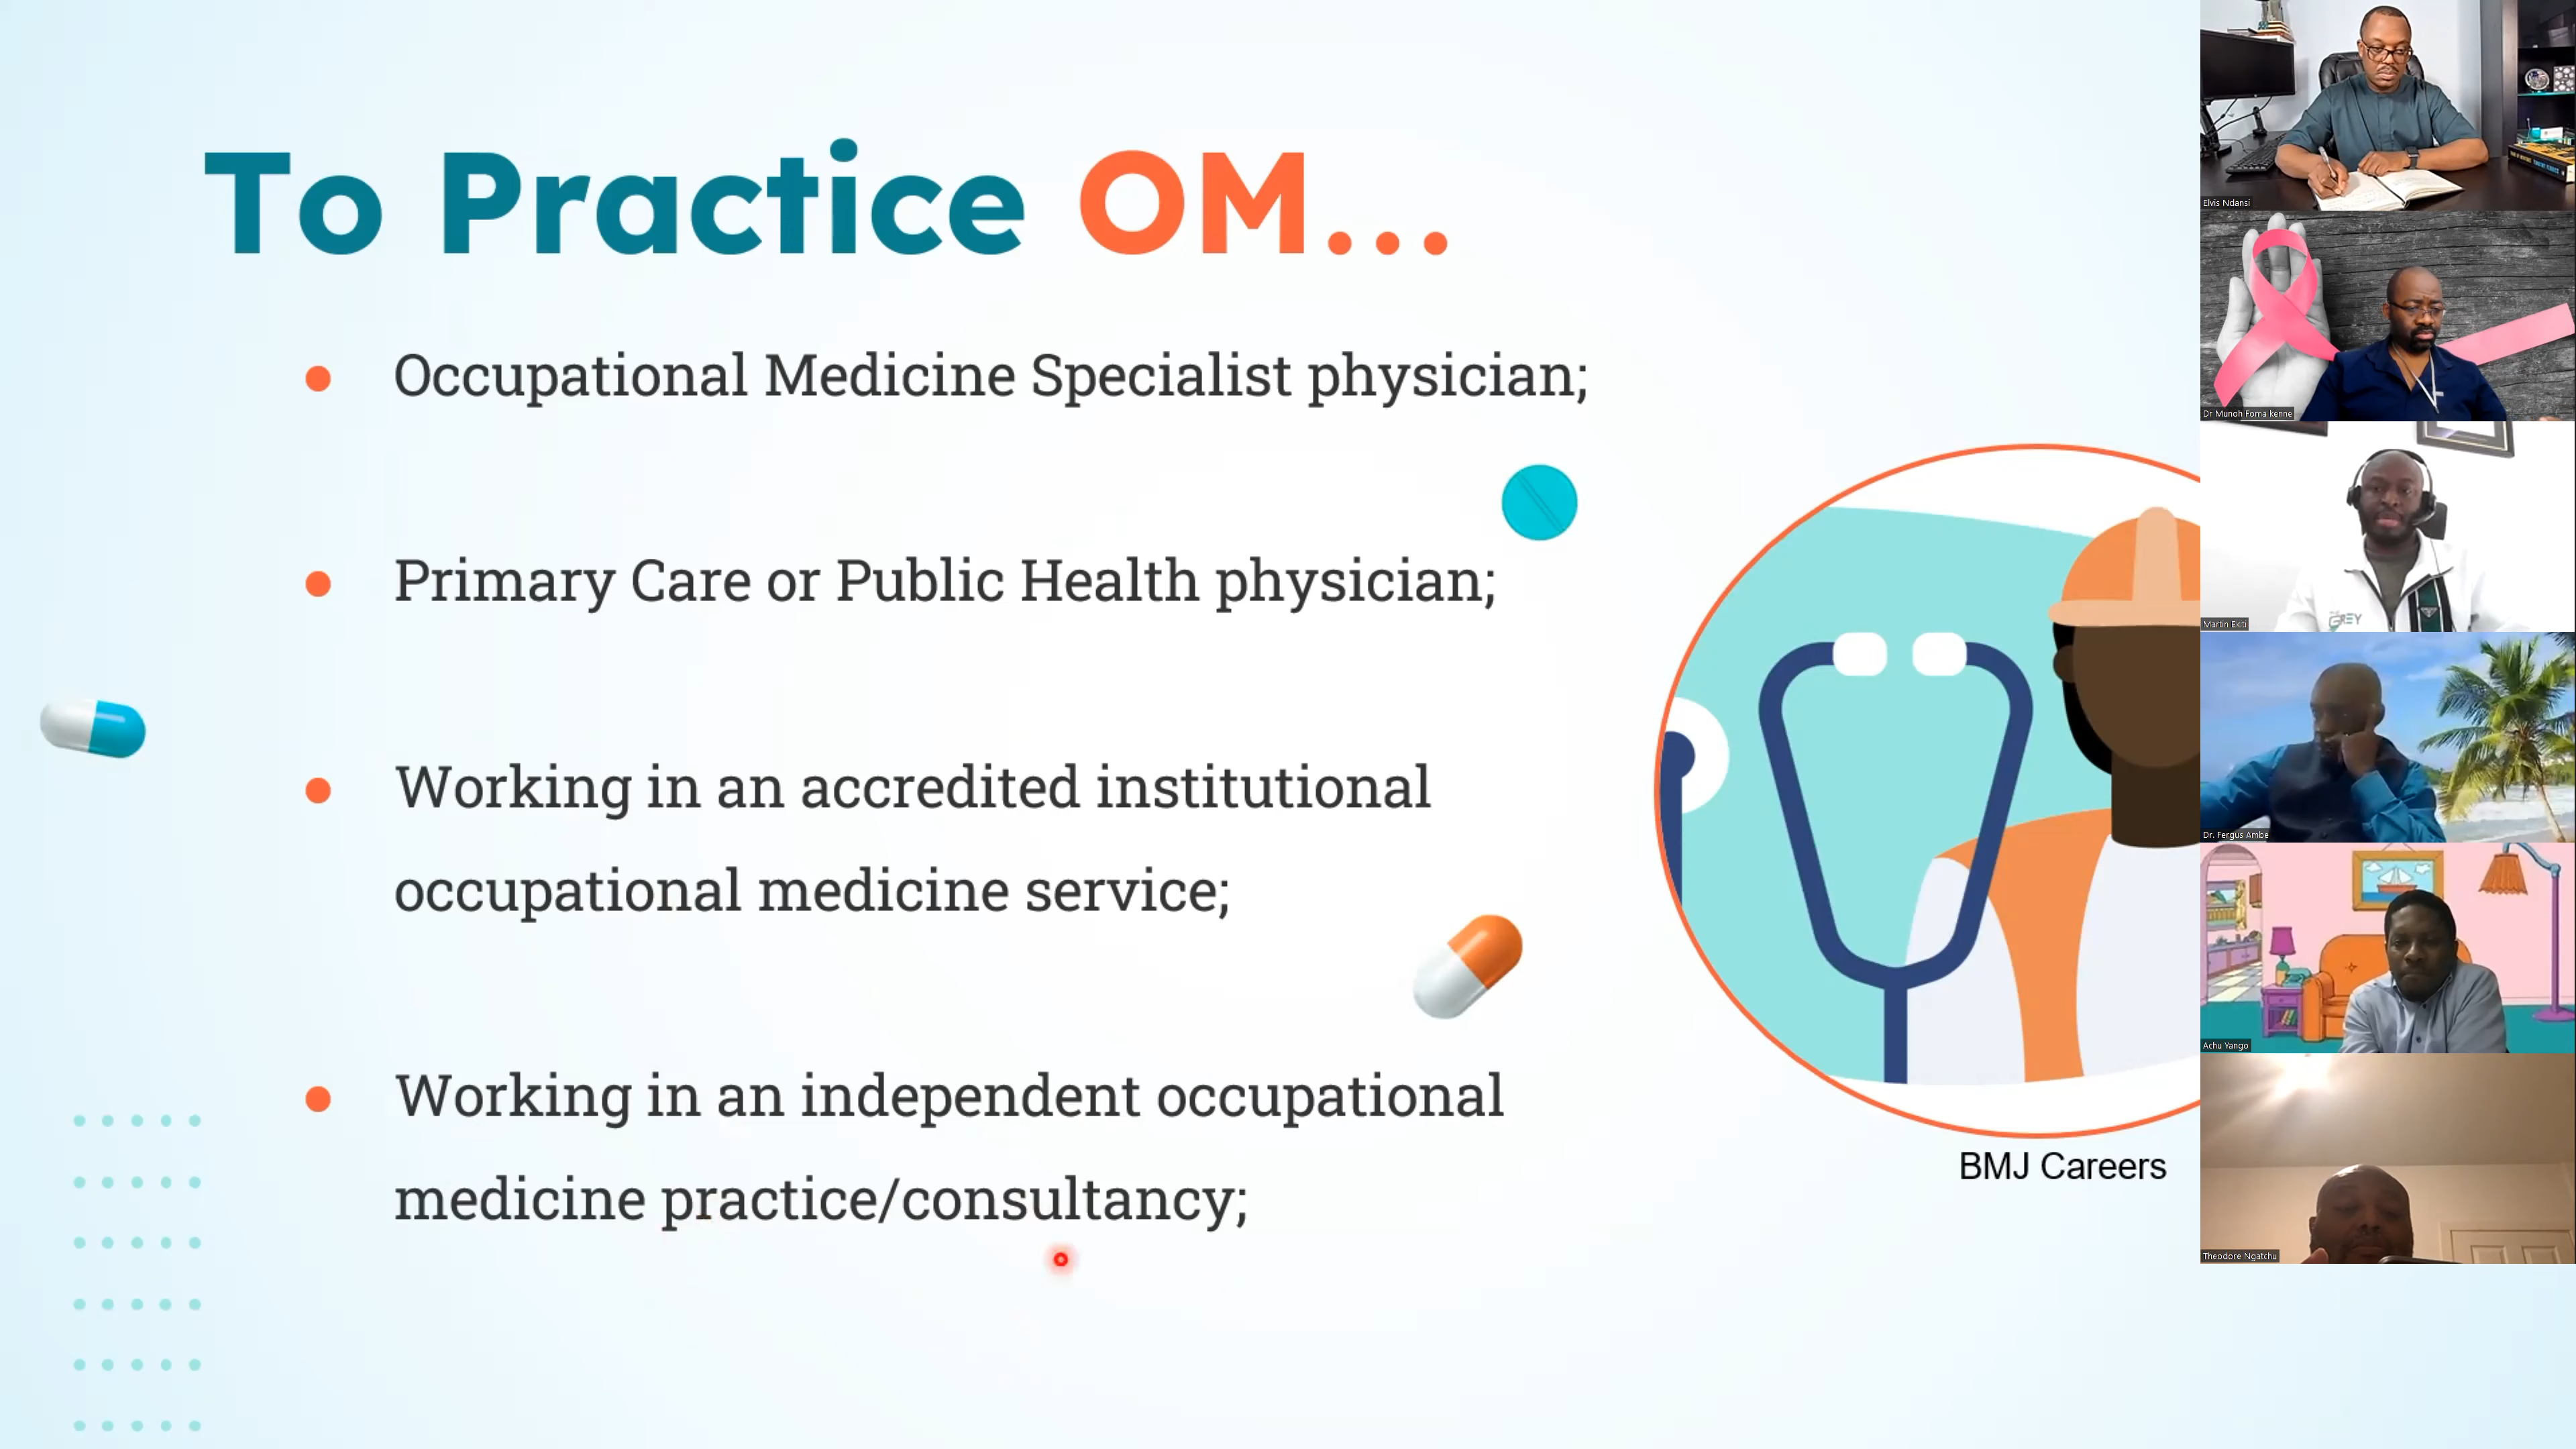 To Practice OM...
Occupational Medicine Specialist physician;
Primary Care or Public Health physician;
Working in an accredited institutional
occupational medicine service;
Working in an independent occupational
medicine practice/consultancy;
BMJ Careers
Elvis Ndansi
Dr Munoh Foma kenne
Martin Ekiti
Dr. Fergus Ambe
Achu Yango
Theodore Ngatchu